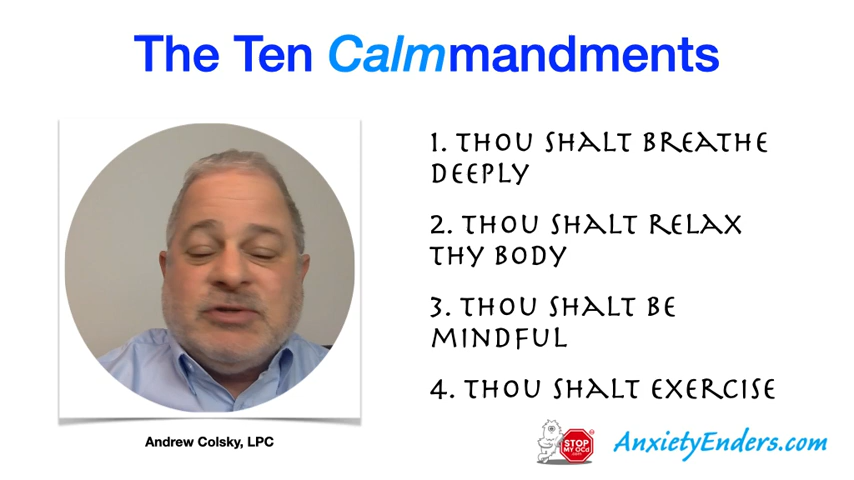 The Ten Calmmandments
1. THOU SHALT BREATHE
DEEPLY
2. THOU SHALT RELAX
THY BODY
3. THOU SHALT BE
MINDFUL
4. THOU SHALT EXERCISE
Andrew Colsky, LPC
STOP
MY OCD
.com
AnxietyEnders.com